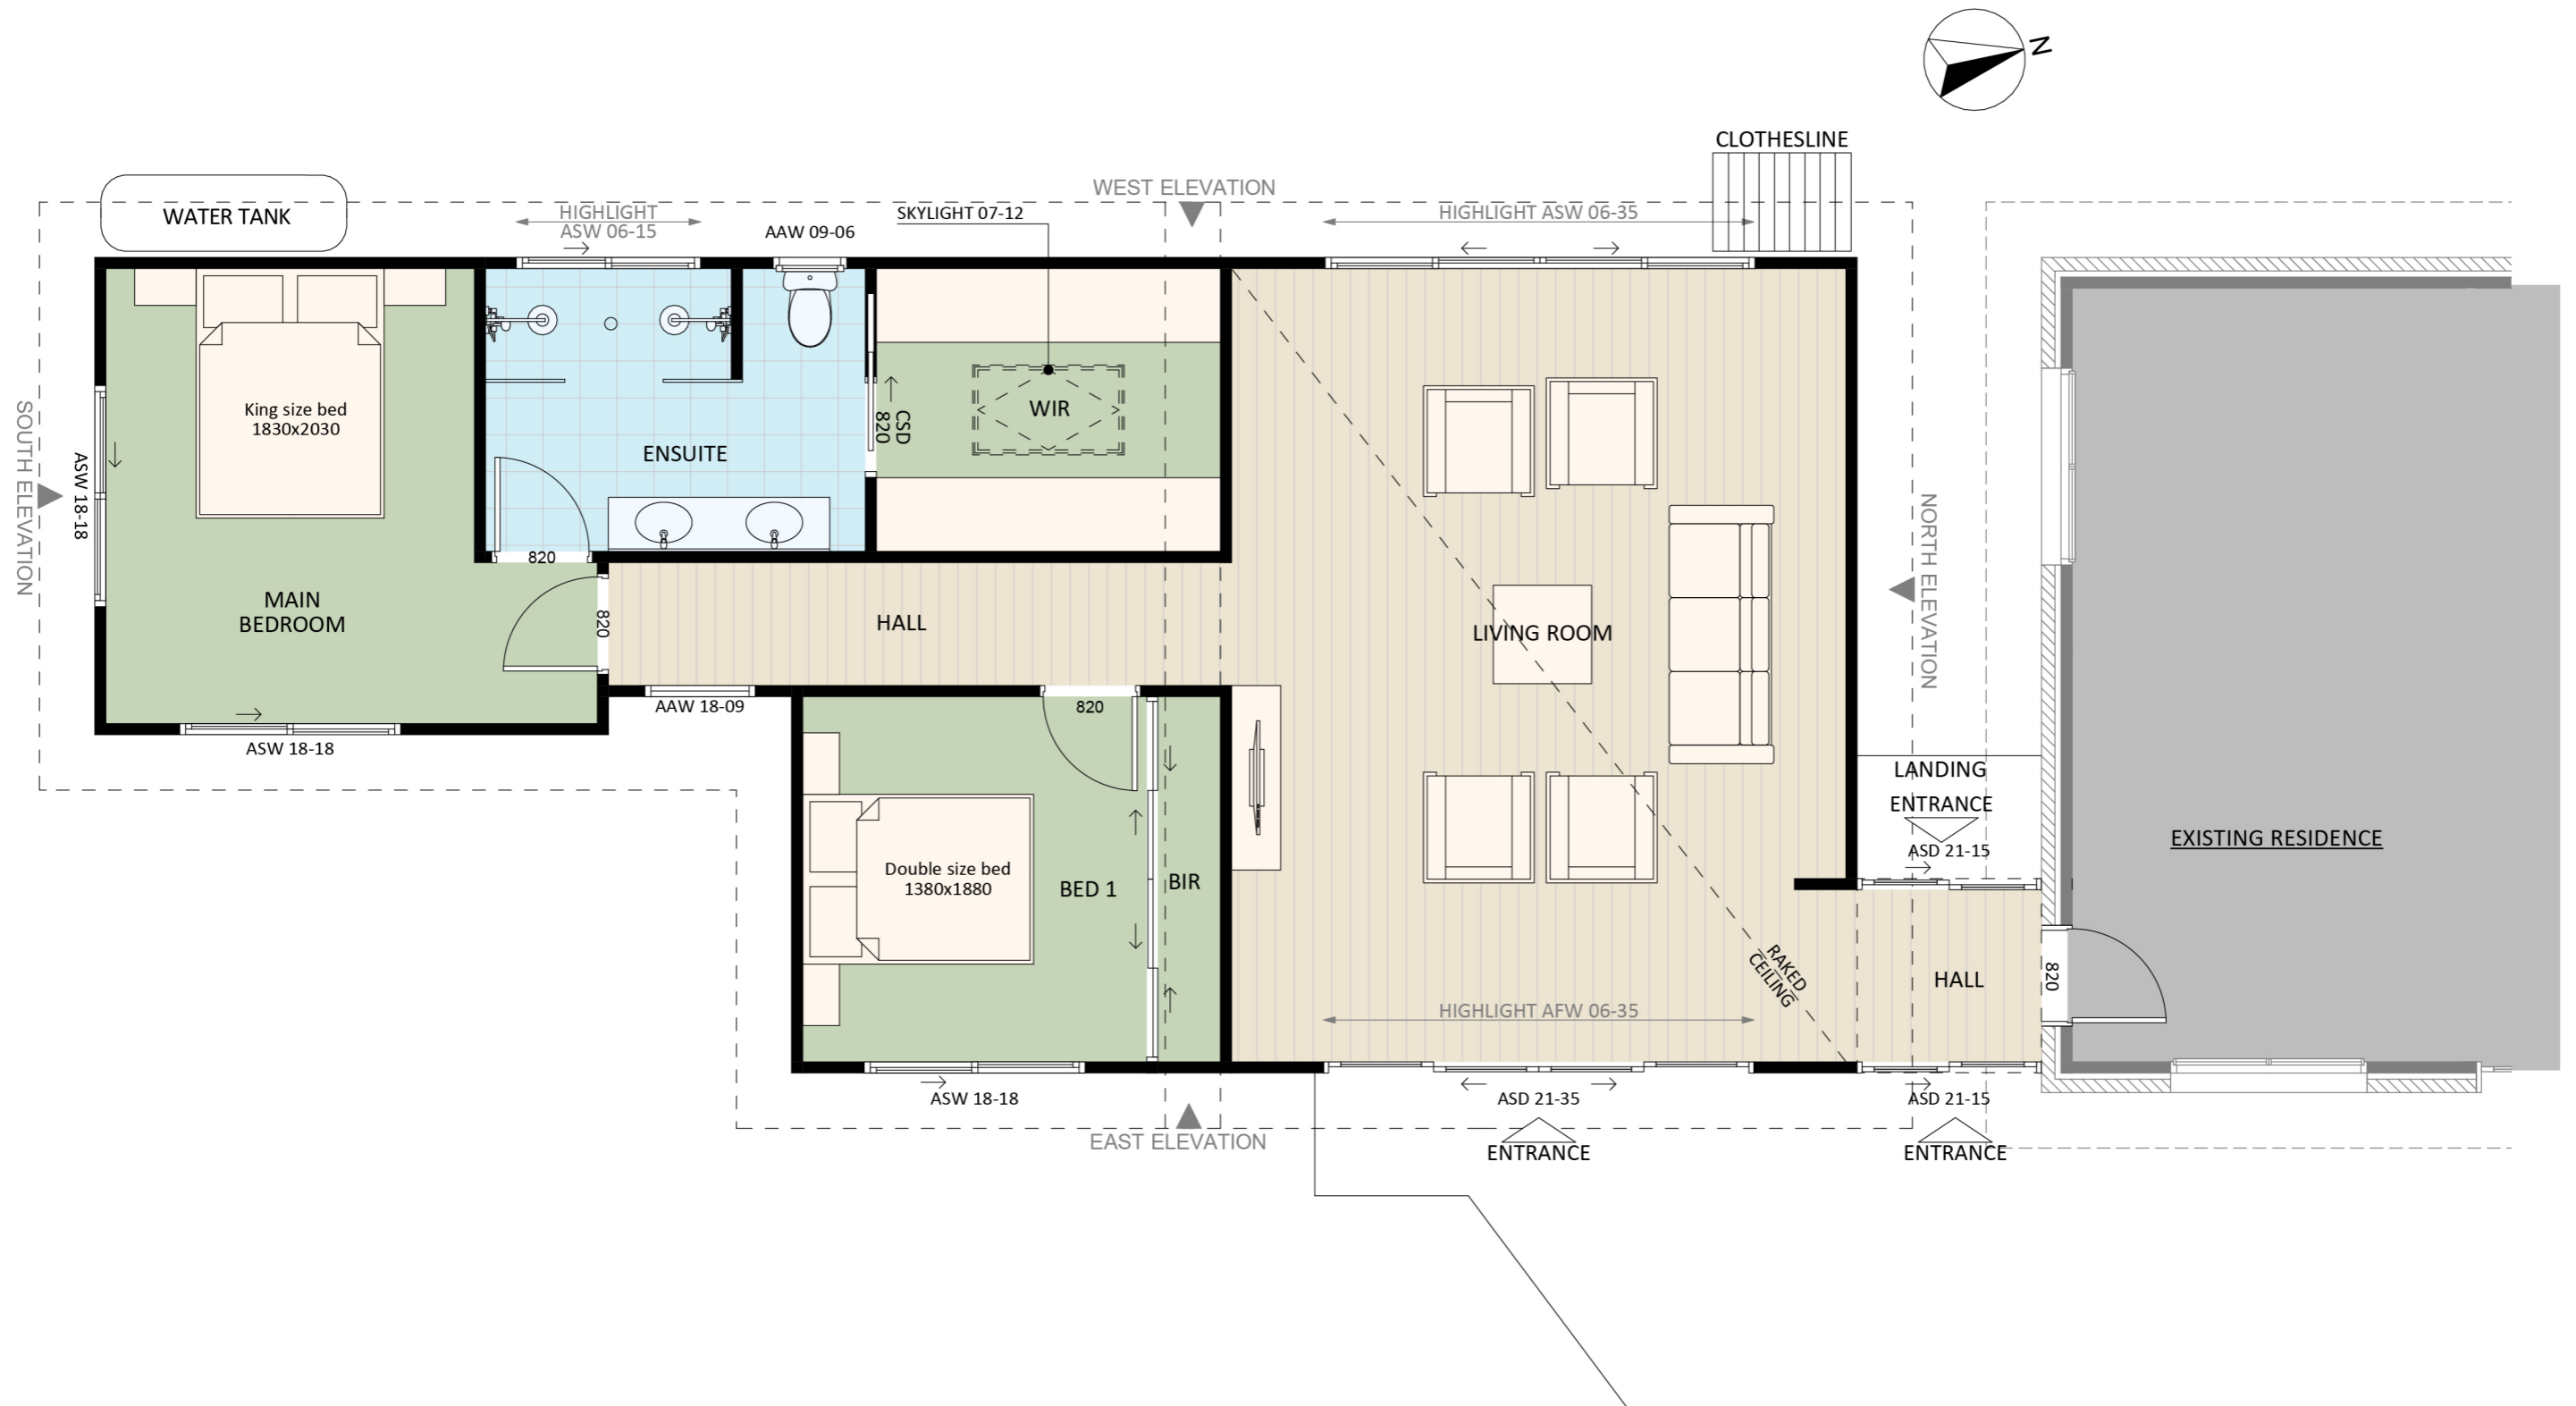 N
CLOTHESLINE
WEST ELEVATION
WATER TANK
HIGHLIGHT
ASW 06-15
AAW 09-06
SKYLIGHT 07-12
HIGHLIGHT ASW 06-35
SOUTH ELEVATION
ASW 18-18
King size bed
1830x2030
ENSUITE
CSD
820
WIR
820
MAIN
BEDROOM
820
HALL
LIVING ROOM
NORTH ELEVATION
AAW 18-09
820
ASW 18-18
LANDING
ENTRANCE
ASD 21-15
EXISTING RESIDENCE
Double size bed
1380x1880
BED 1
BIR
RAKED
CEILING
HALL
820
HIGHLIGHT AFW 06-35
ASW 18-18
ASD 21-35
ASD 21-15
EAST ELEVATION
ENTRANCE
ENTRANCE